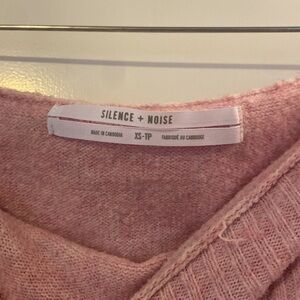 SILENCE + NOISE
MADE IN CAMBODIA XS-TP FABRIQUÉ AU CAMBODGE